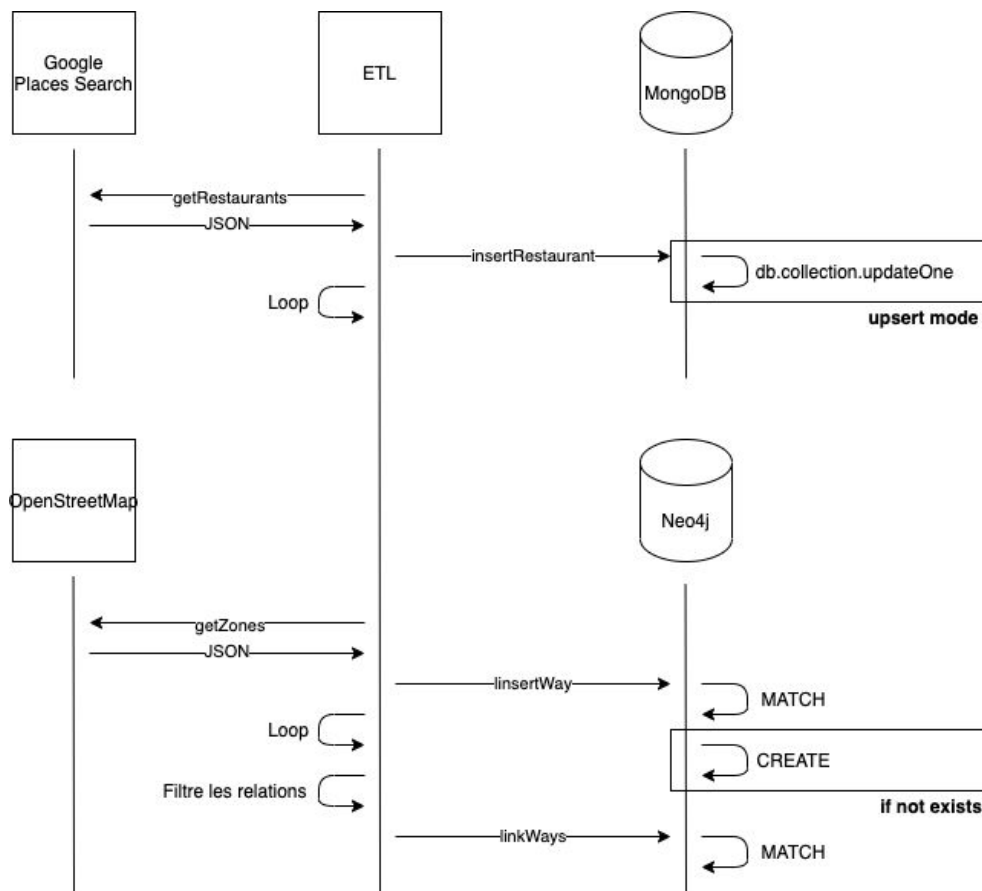 Google
Places Search
ETL
MongoDB
getRestaurants
JSON
insertRestaurant
db.collection.updateOne
Loop
upsert mode
OpenStreetMap
Neo4j
getZones
JSON
linsertWay
MATCH
Loop
CREATE
Filtre les relations
if not exists
linkWays
MATCH